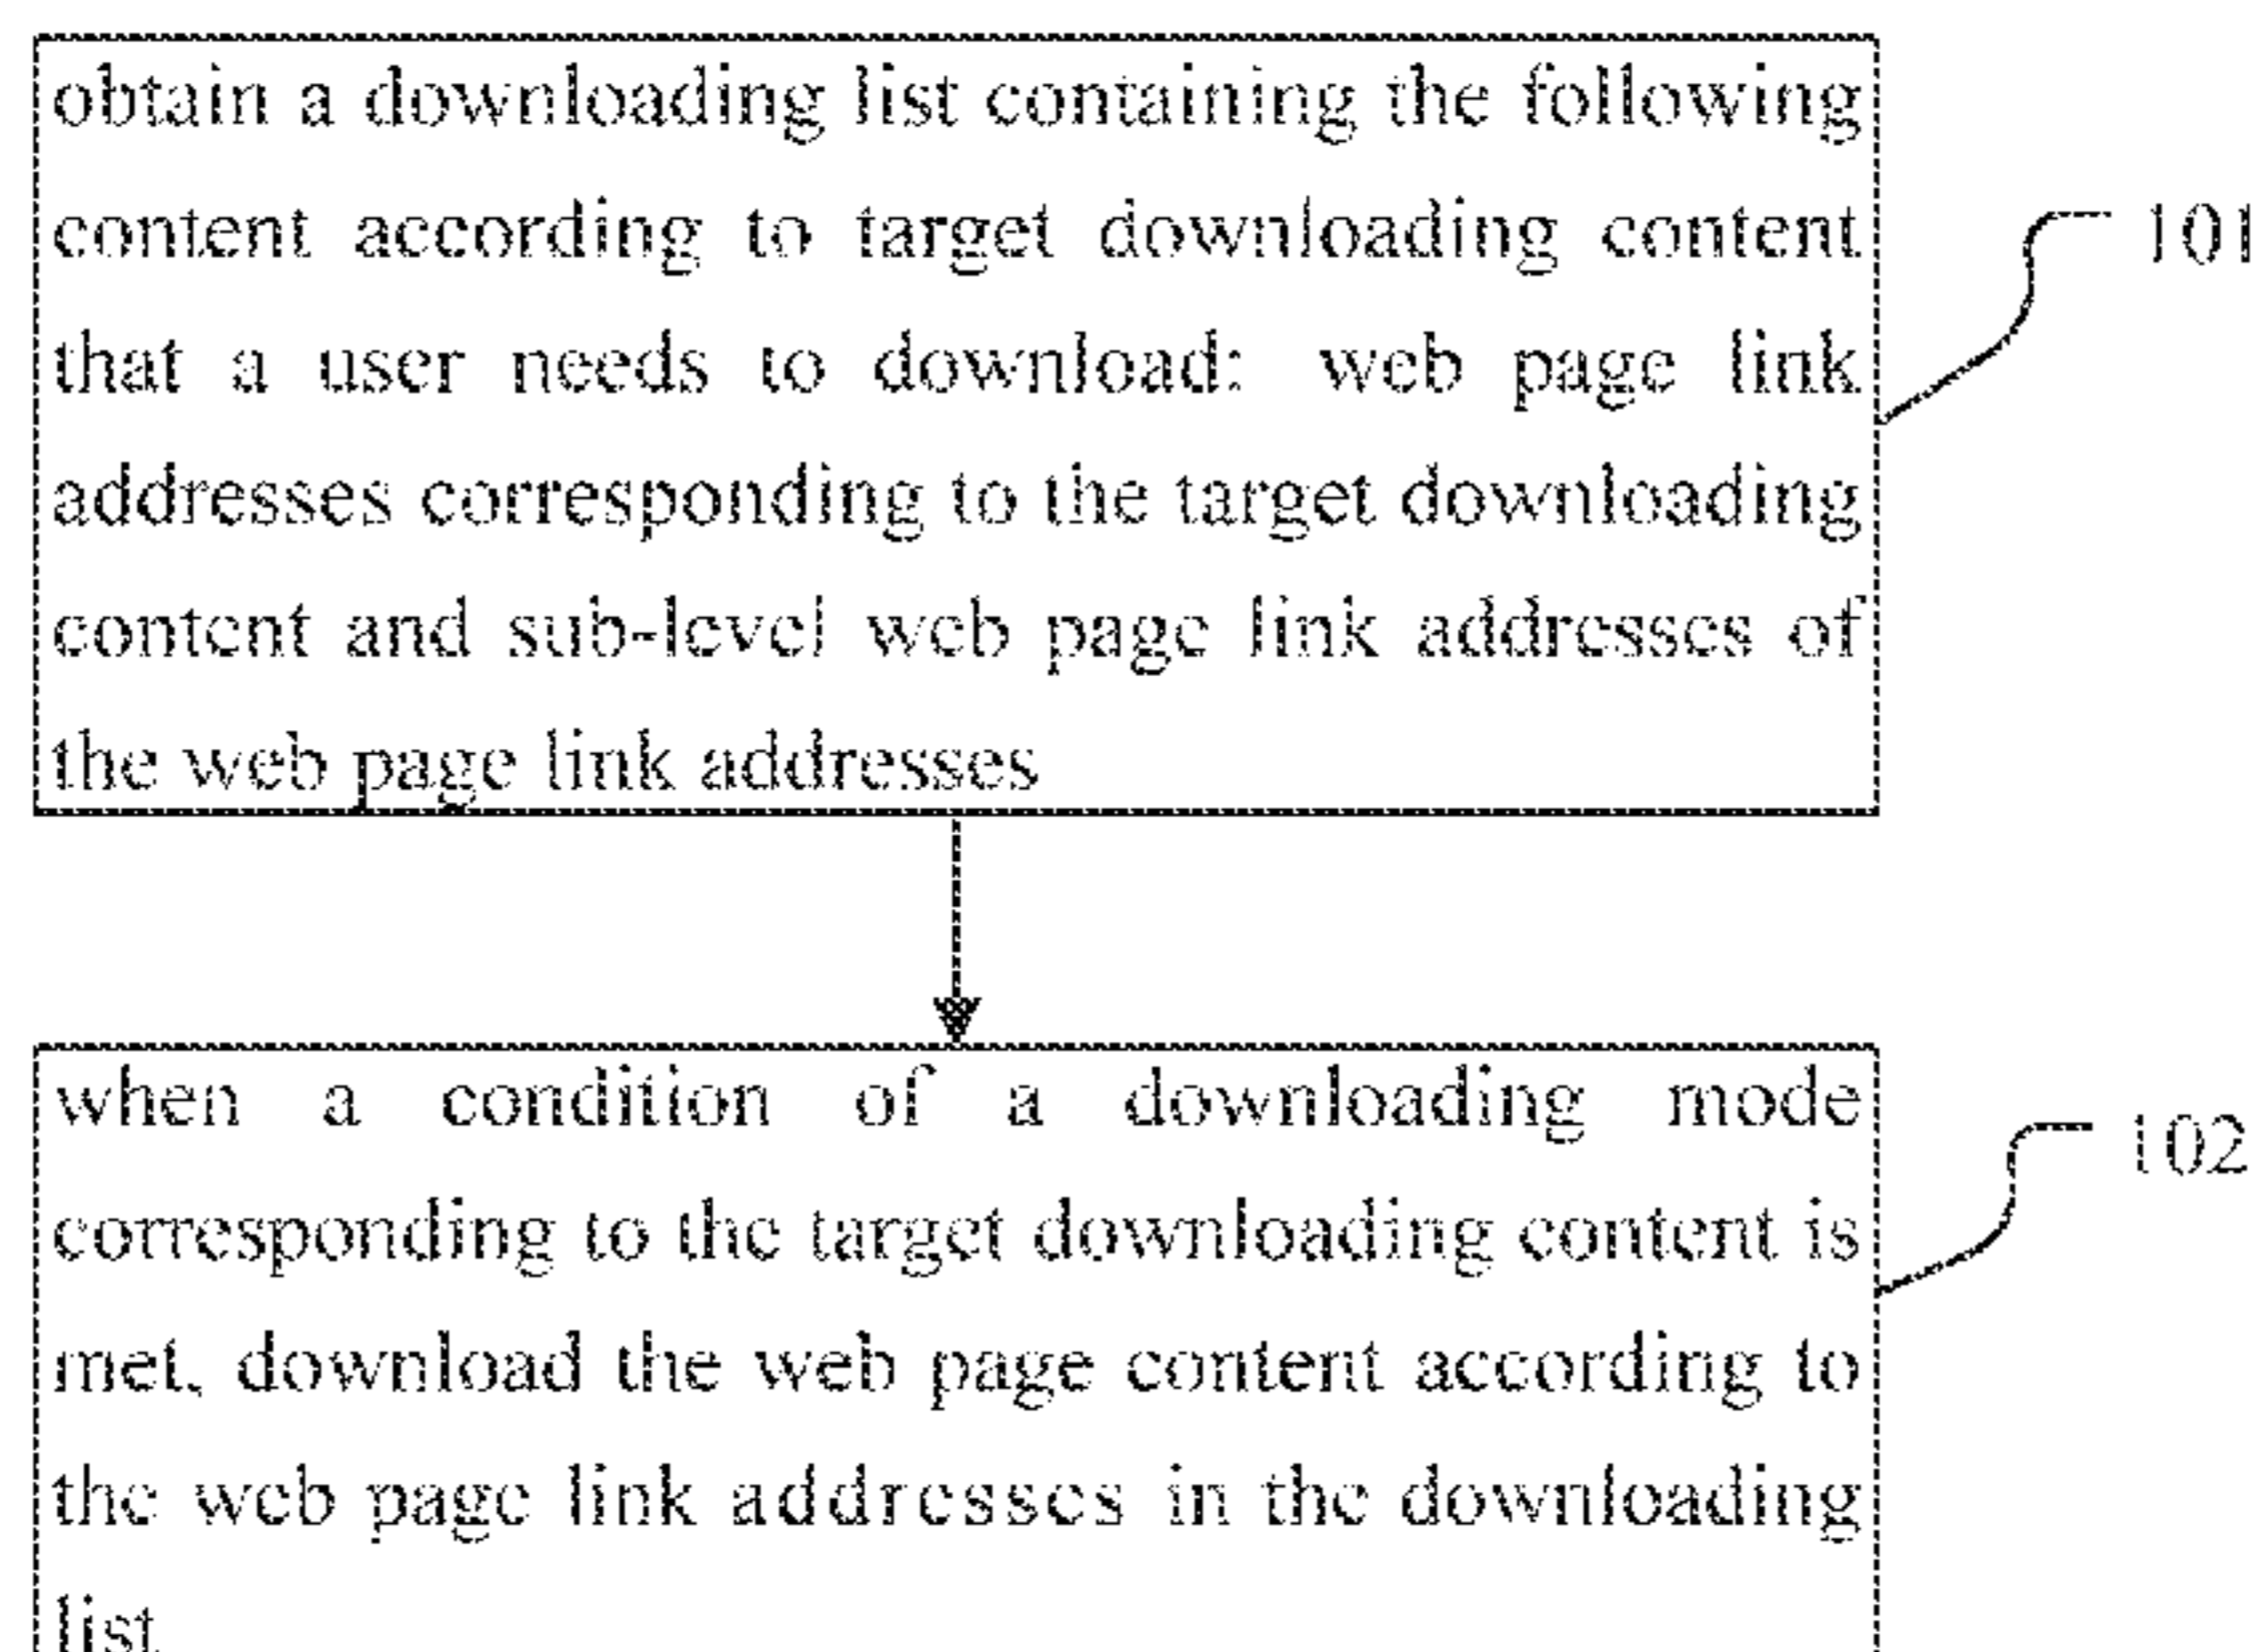 obtain a downloading list containing the following
content according to target downloading content
that a user needs to download: web page link
addresses corresponding to the target downloading
content and sub-level web page link addresses of
the web page link addresses
101
when a condition of a downloading mode
corresponding to the target downloading content is
met, download the web page content according to
the web page link addresses in the downloading
list
102